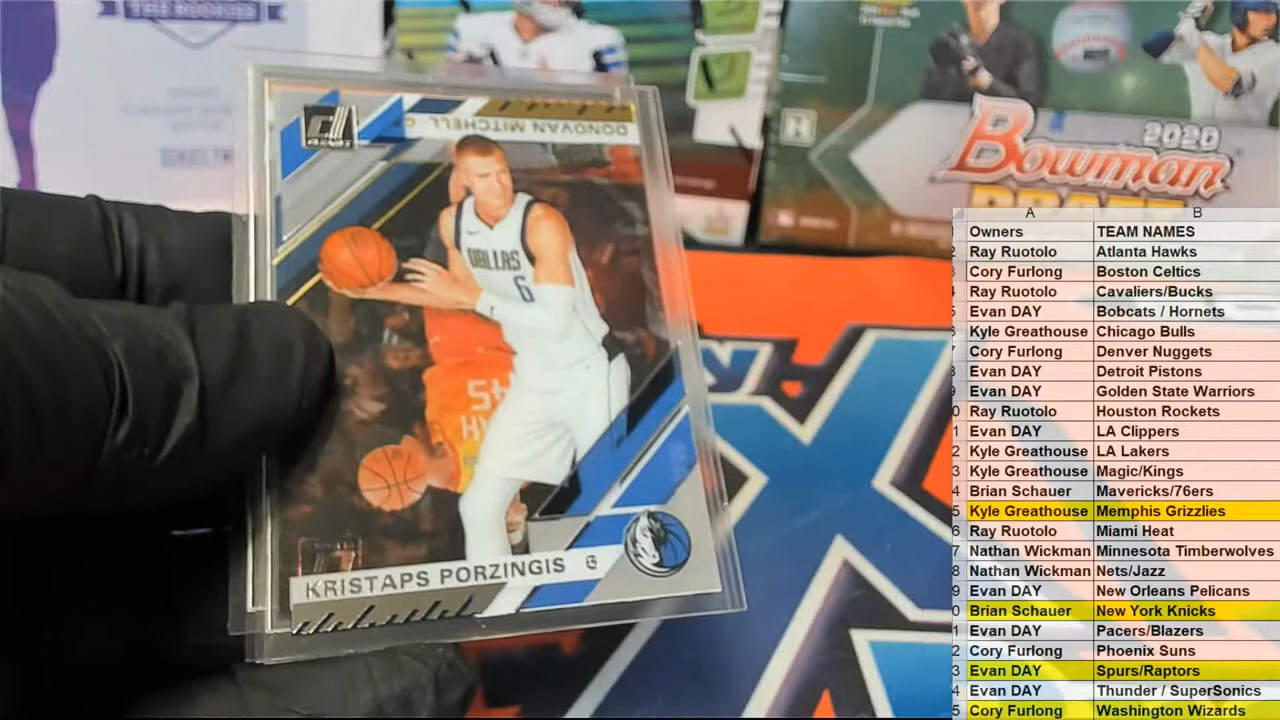 THE ROOKIES
2020
Bowman
DRAFT
DONOVAN MITCHELL
DALLAS
6
KRISTAPS PORZINGIS 6
A B
Owners TEAM NAMES
Ray Ruotolo Atlanta Hawks
Cory Furlong Boston Celtics
Ray Ruotolo Cavaliers/Bucks
Evan DAY Bobcats / Hornets
Kyle Greathouse Chicago Bulls
Cory Furlong Denver Nuggets
Evan DAY Detroit Pistons
Evan DAY Golden State Warriors
Ray Ruotolo Houston Rockets
Evan DAY LA Clippers
Kyle Greathouse LA Lakers
Kyle Greathouse Magic/Kings
Brian Schauer Mavericks/76ers
Kyle Greathouse Memphis Grizzlies
Ray Ruotolo Miami Heat
Nathan Wickman Minnesota Timberwolves
Nathan Wickman Nets/Jazz
Evan DAY New Orleans Pelicans
Brian Schauer New York Knicks
Evan DAY Pacers/Blazers
Cory Furlong Phoenix Suns
Evan DAY Spurs/Raptors
Evan DAY Thunder / SuperSonics
Cory Furlong Washington Wizards